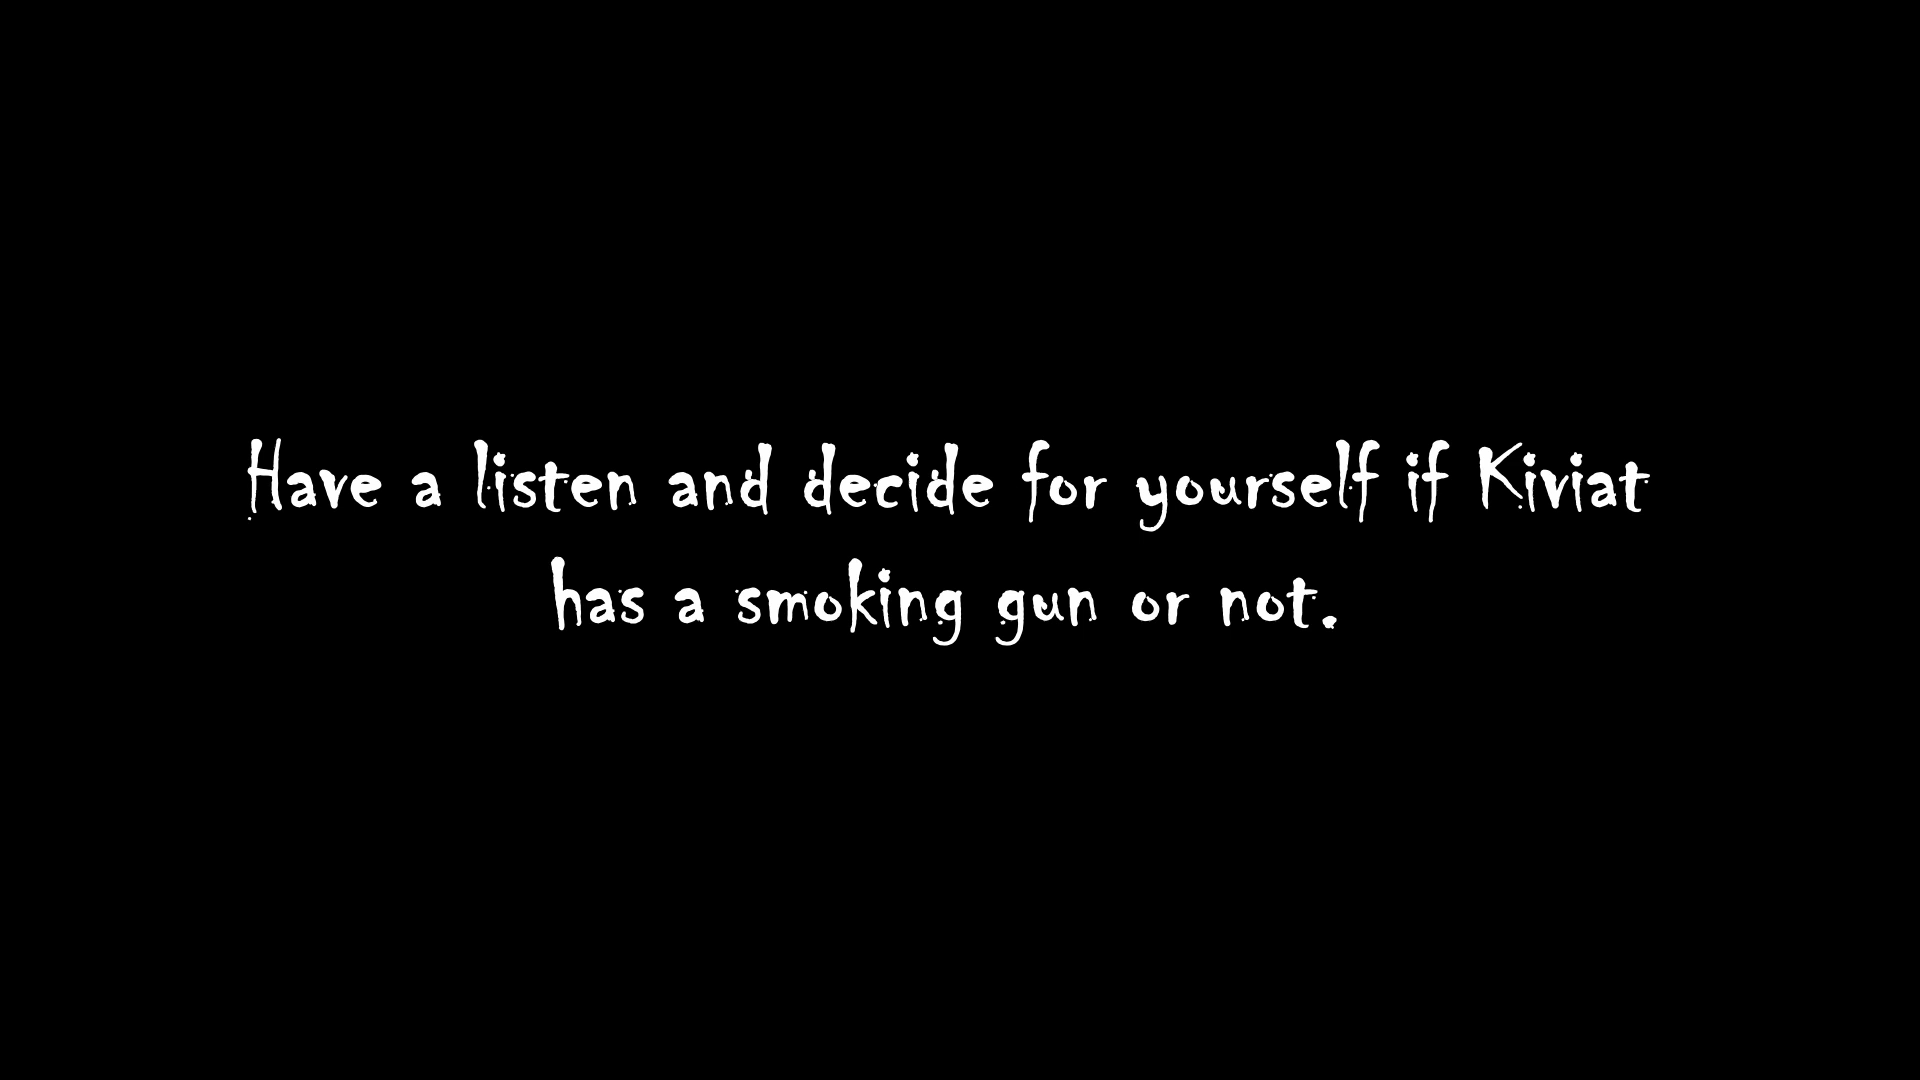 Have a listen and decide for yourself if Kiviat
has a smoking gun or not.